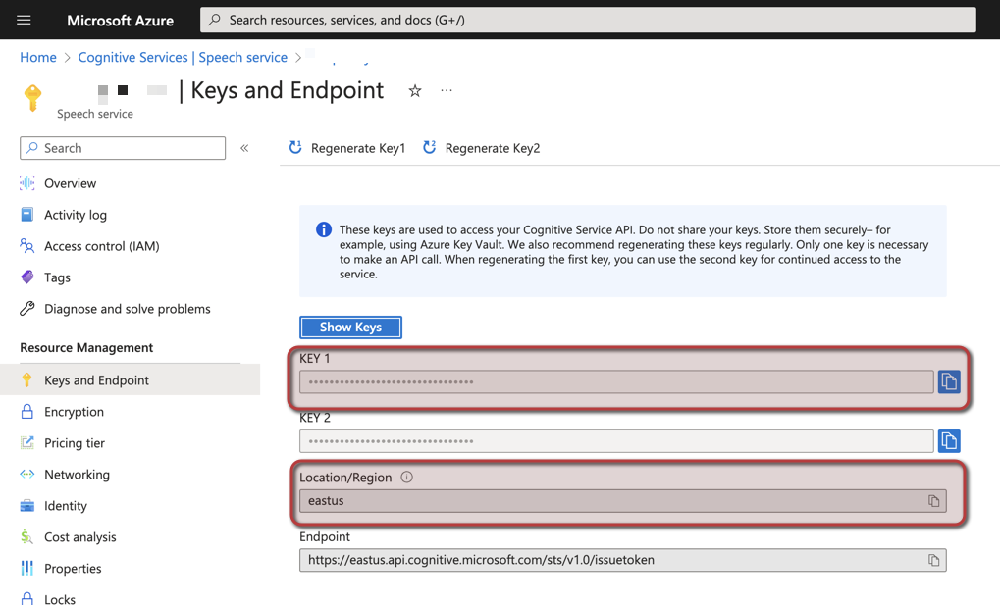 Microsoft Azure
Search resources, services, and docs (G+/)
Home > Cognitive Services | Speech service >
| Keys and Endpoint
Speech service
Search
Regenerate Key1
Regenerate Key2
Overview
Activity log
Access control (IAM)
Tags
Diagnose and solve problems
Resource Management
Keys and Endpoint
Encryption
Pricing tier
Networking
Identity
Cost analysis
Properties
Locks
These keys are used to access your Cognitive Service API. Do not share your keys. Store them securely– for
example, using Azure Key Vault. We also recommend regenerating these keys regularly. Only one key is necessary
to make an API call. When regenerating the first key, you can use the second key for continued access to the
service.
Show Keys
KEY 1
••••••••••••••••••••••••••••••••
KEY 2
••••••••••••••••••••••••••••••••
Location/Region
eastus
Endpoint
https://eastus.api.cognitive.microsoft.com/sts/v1.0/issuetoken